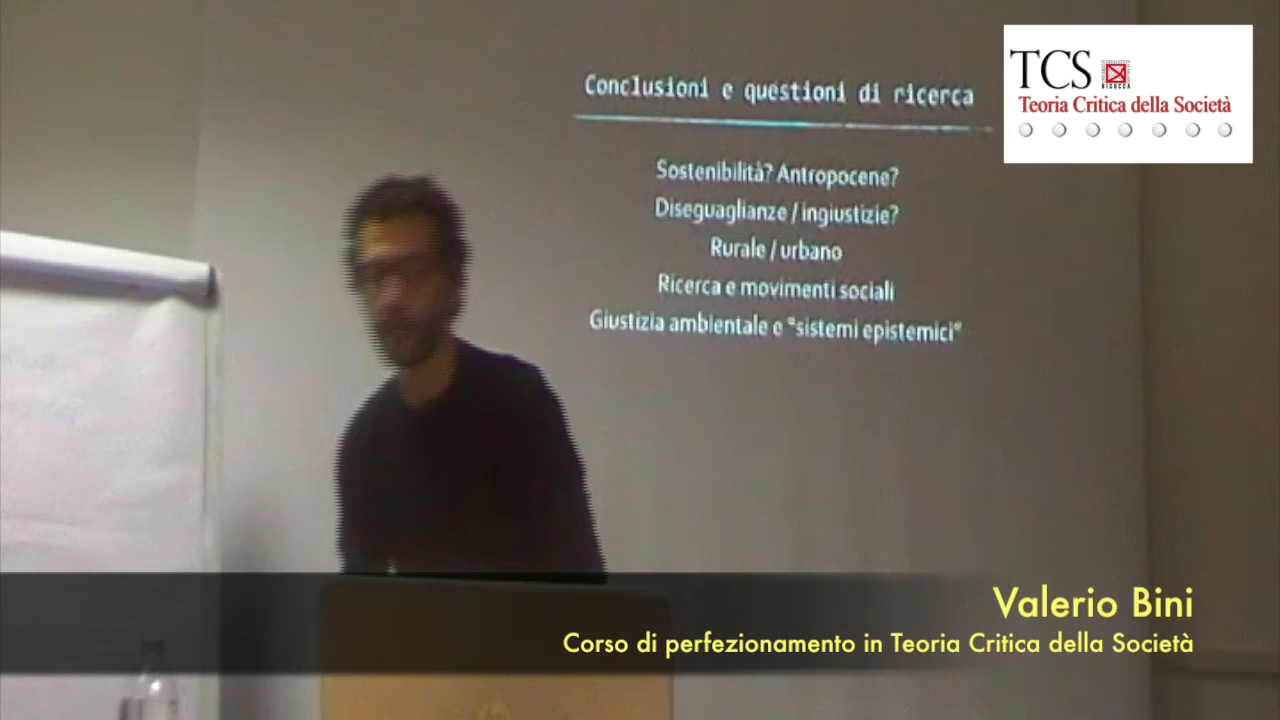 Conclusioni e questioni di ricerca
Sostenibilità? Antropocene?
Diseguaglianze / ingiustizie?
Rurale / urbano
Ricerca e movimenti sociali
Giustizia ambientale e "sistemi epistemici"
TCS
BICOCCA
Teoria Critica della Società
Valerio Bini
Corso di perfezionamento in Teoria Critica della Società